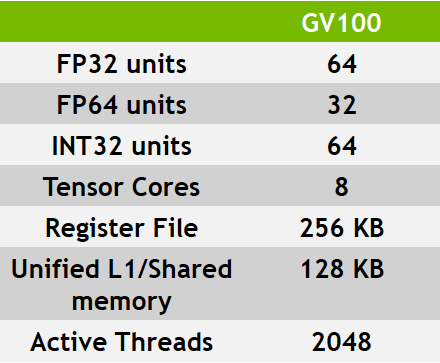 GV100
FP32 units 64
FP64 units 32
INT32 units 64
Tensor Cores 8
Register File 256 KB
Unified L1/Shared 128 KB
memory
Active Threads 2048